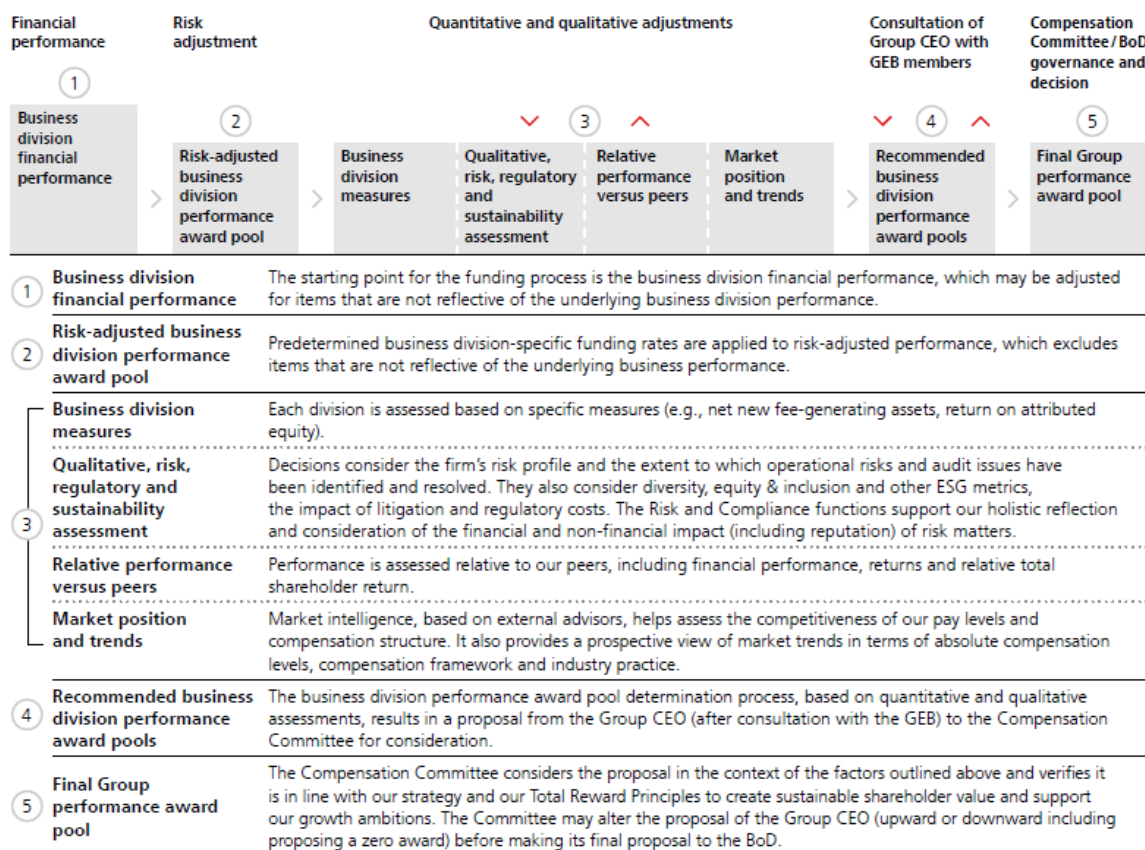 Financial
performance
Risk
adjustment
Quantitative and qualitative adjustments
Consultation of
Group CEO with
GEB members
Compensation
Committee/BoD
governance and
decision
1
Business
division
financial
performance
2
Risk-adjusted
business
division
performance
award pool
3
Business
division
measures
Qualitative,
risk, regulatory
and
sustainability
assessment
Relative
performance
versus peers
Market
position
and trends
4
Recommended
business
division
performance
award pools
5
Final Group
performance
award pool
1
Business division
financial performance
The starting point for the funding process is the business division financial performance, which may be adjusted
for items that are not reflective of the underlying business division performance.
2
Risk-adjusted business
division performance
award pool
Predetermined business division-specific funding rates are applied to risk-adjusted performance, which excludes
items that are not reflective of the underlying business performance.
3
Business division
measures
Each division is assessed based on specific measures (e.g., net new fee-generating assets, return on attributed
equity).
Qualitative, risk,
regulatory and
sustainability
assessment
Decisions consider the firm's risk profile and the extent to which operational risks and audit issues have
been identified and resolved. They also consider diversity, equity & inclusion and other ESG metrics,
the impact of litigation and regulatory costs. The Risk and Compliance functions support our holistic reflection
and consideration of the financial and non-financial impact (including reputation) of risk matters.
Relative performance
versus peers
Performance is assessed relative to our peers, including financial performance, returns and relative total
shareholder return.
Market position
and trends
Market intelligence, based on external advisors, helps assess the competitiveness of our pay levels and
compensation structure. It also provides a prospective view of market trends in terms of absolute compensation
levels, compensation framework and industry practice.
4
Recommended business
division performance
award pools
The business division performance award pool determination process, based on quantitative and qualitative
assessments, results in a proposal from the Group CEO (after consultation with the GEB) to the Compensation
Committee for consideration.
5
Final Group
performance award
pool
The Compensation Committee considers the proposal in the context of the factors outlined above and verifies it
is in line with our strategy and our Total Reward Principles to create sustainable shareholder value and support
our growth ambitions. The Committee may alter the proposal of the Group CEO (upward or downward including
proposing a zero award) before making its final proposal to the BoD.